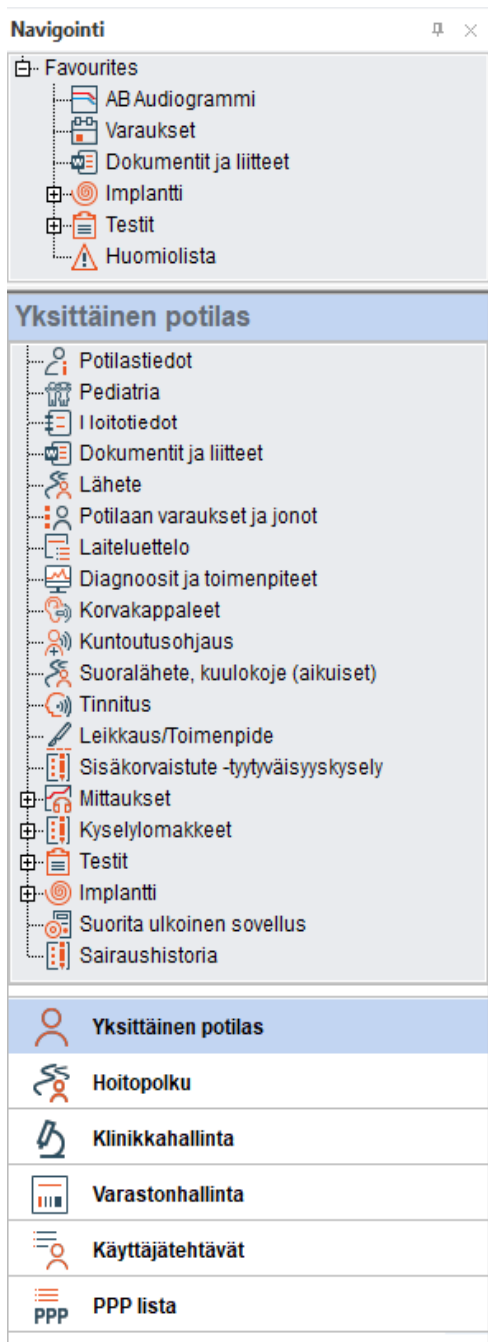 Navigointi
Favourites
AB Audiogrammi
Varaukset
Dokumentit ja liitteet
Implantti
Testit
Huomiolista
Yksittäinen potilas
Potilastiedot
Pediatria
Hoitotiedot
Dokumentit ja liitteet
Lähete
Potilaan varaukset ja jonot
Laiteluettelo
Diagnoosit ja toimenpiteet
Korvakappaleet
Kuntoutusohjaus
Suoralähete, kuulokoje (aikuiset)
Tinnitus
Leikkaus/Toimenpide
Sisäkorvaistute -tyytyväisyyskysely
Mittaukset
Kyselylomakkeet
Testit
Implantti
Suorita ulkoinen sovellus
Sairaushistoria
Yksittäinen potilas
Hoitopolku
Klinikkahallinta
Varastonhallinta
Käyttäjätehtävät
PPP PPP lista